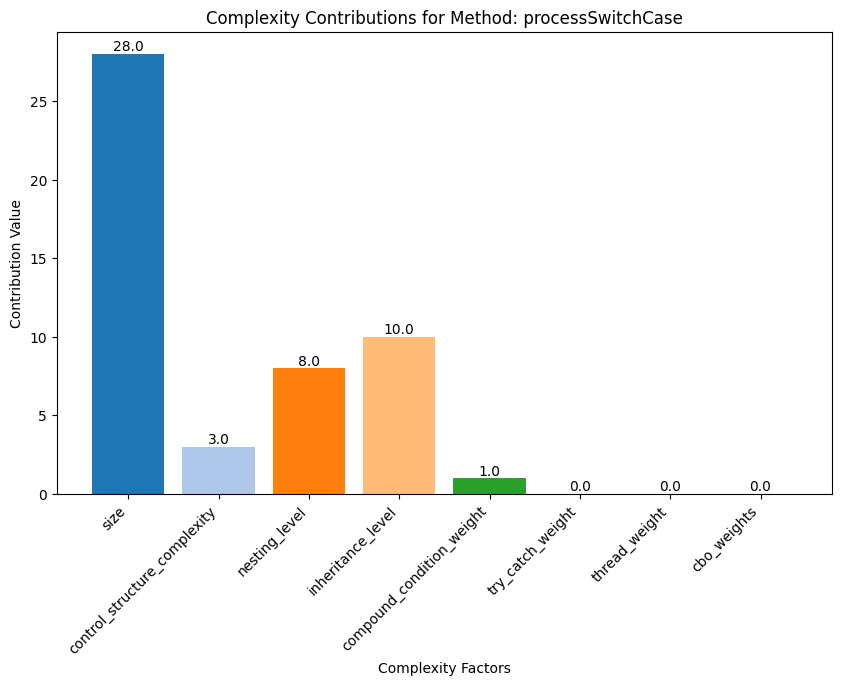 Complexity Contributions for Method: processSwitchCase
Contribution Value
25
20
15
10
5
0
28.0
3.0
8.0
10.0
1.0
0.0
0.0
0.0
size
control_structure_complexity
nesting_level
inheritance_level
compound_condition_weight
try_catch_weight
thread_weight
cbo_weights
Complexity Factors